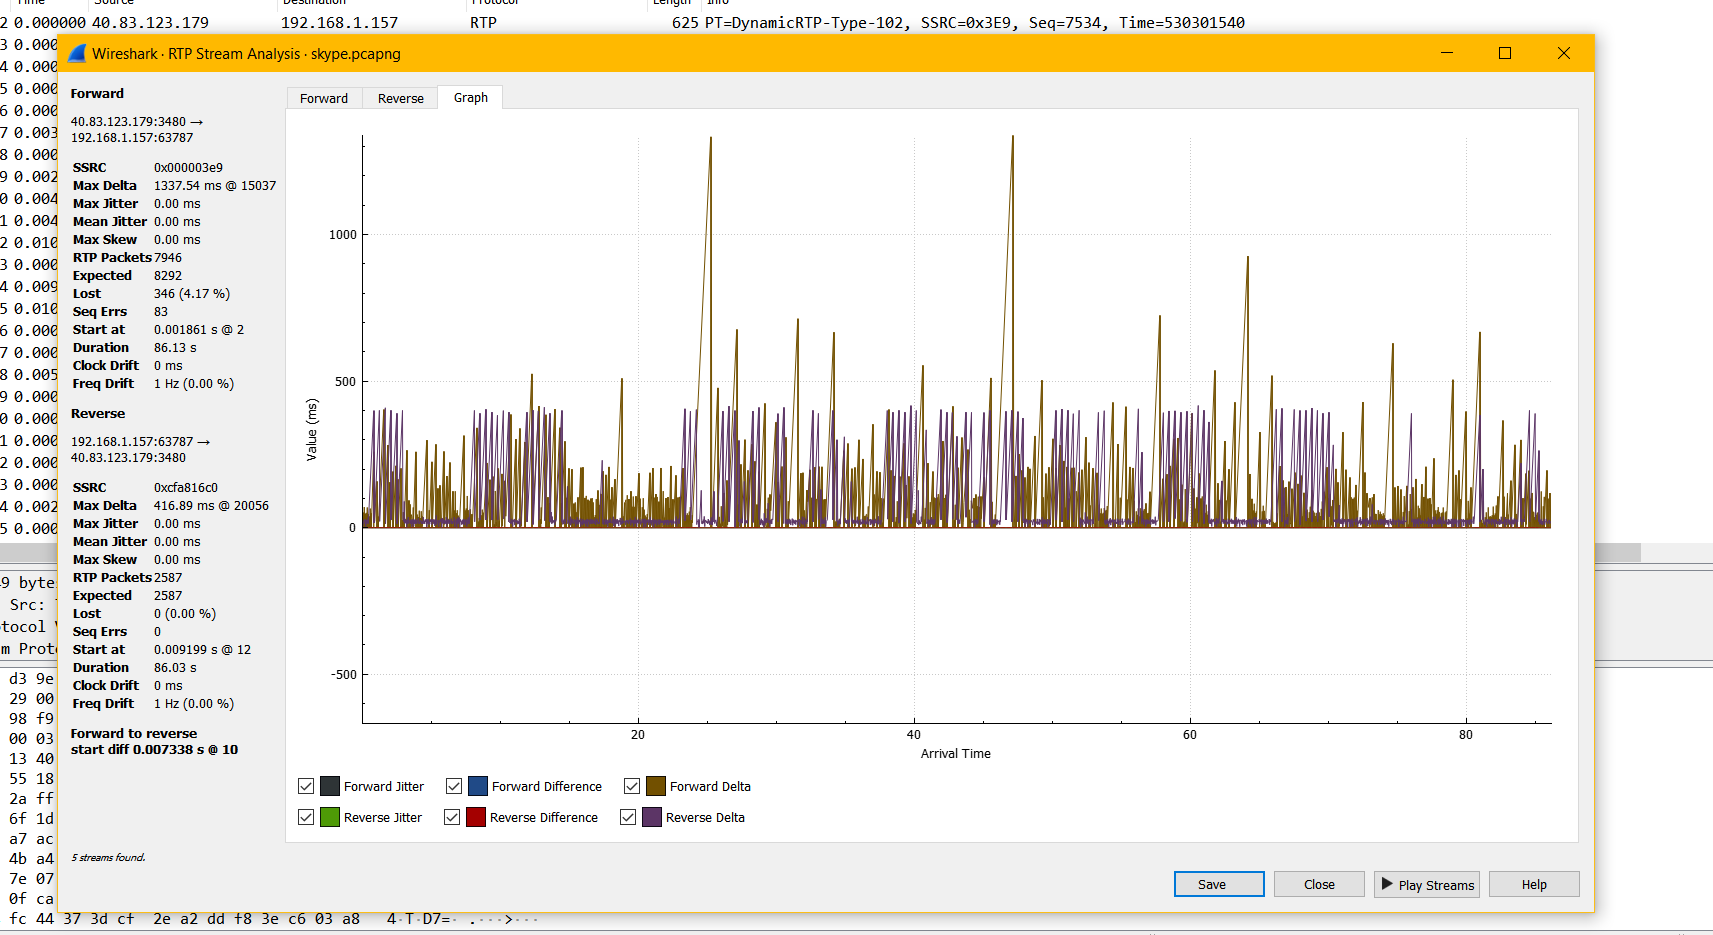 Time Source Destination Protocol Length Info
2 0.000000 40.83.123.179 192.168.1.157 RTP 625 PT=DynamicRTP-Type-102, SSRC=0x3E9, Seq=7534, Time=530301540
3 0.000
4 0.000
5 0.000
6 0.000
7 0.003
8 0.000
9 0.002
0 0.004
1 0.004
2 0.010
3 0.000
4 0.009
5 0.010
6 0.000
7 0.000
8 0.005
9 0.000
0 0.000
1 0.000
2 0.000
3 0.000
4 0.002
5 0.000
49 byte
Src:
otocol
m Proto
d3 9e
29 00
98 f9
00 03
13 40
55 18
2a ff
6f 1d
a7 ac
4b a4
7e 07
0f ca
fc 44 37 3d cf 2e a2 dd f8 3e c6 03 a8 4·T·D7=· .···>···
Wireshark · RTP Stream Analysis · skype.pcapng
Forward
40.83.123.179:3480 →
192.168.1.157:63787
SSRC 0x000003e9
Max Delta 1337.54 ms @ 15037
Max Jitter 0.00 ms
Mean Jitter 0.00 ms
Max Skew 0.00 ms
RTP Packets 7946
Expected 8292
Lost 346 (4.17 %)
Seq Errs 83
Start at 0.001861 s @ 2
Duration 86.13 s
Clock Drift 0 ms
Freq Drift 1 Hz (0.00 %)
Reverse
192.168.1.157:63787 →
40.83.123.179:3480
SSRC 0xcfa816c0
Max Delta 416.89 ms @ 20056
Max Jitter 0.00 ms
Mean Jitter 0.00 ms
Max Skew 0.00 ms
RTP Packets 2587
Expected 2587
Lost 0 (0.00 %)
Seq Errs 0
Start at 0.009199 s @ 12
Duration 86.03 s
Clock Drift 0 ms
Freq Drift 1 Hz (0.00 %)
Forward to reverse
start diff 0.007338 s @ 10
5 streams found.
Forward Reverse Graph
Value (ms)
1000
500
0
-500
20 40 60 80
Arrival Time
Forward Jitter Forward Difference Forward Delta
Reverse Jitter Reverse Difference Reverse Delta
Save Close Play Streams Help